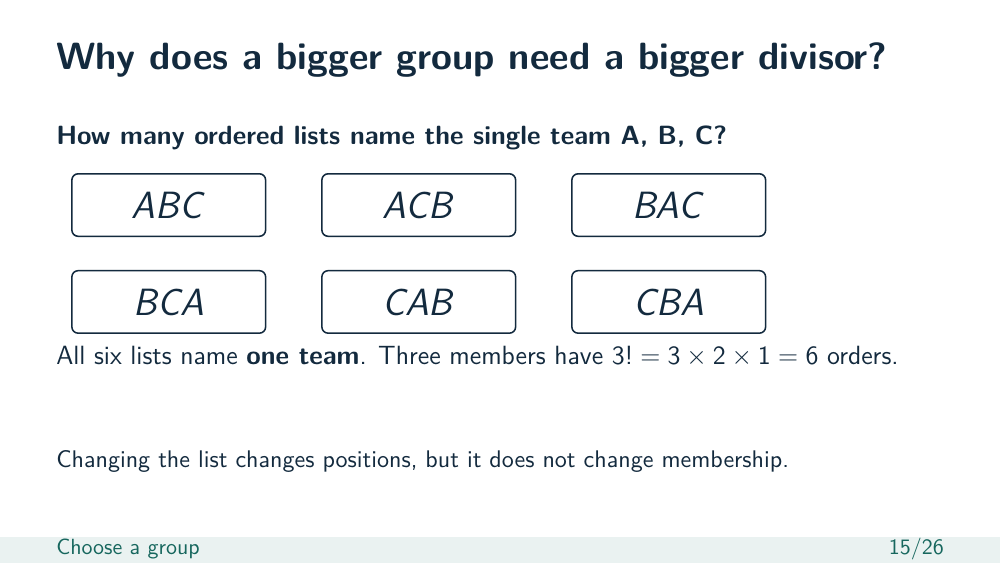 Why does a bigger group need a bigger divisor?
How many ordered lists name the single team A, B, C?
ABC ACB BAC
BCA CAB CBA
All six lists name one team. Three members have 3! = 3 × 2 × 1 = 6 orders.
Changing the list changes positions, but it does not change membership.
Choose a group 15/26